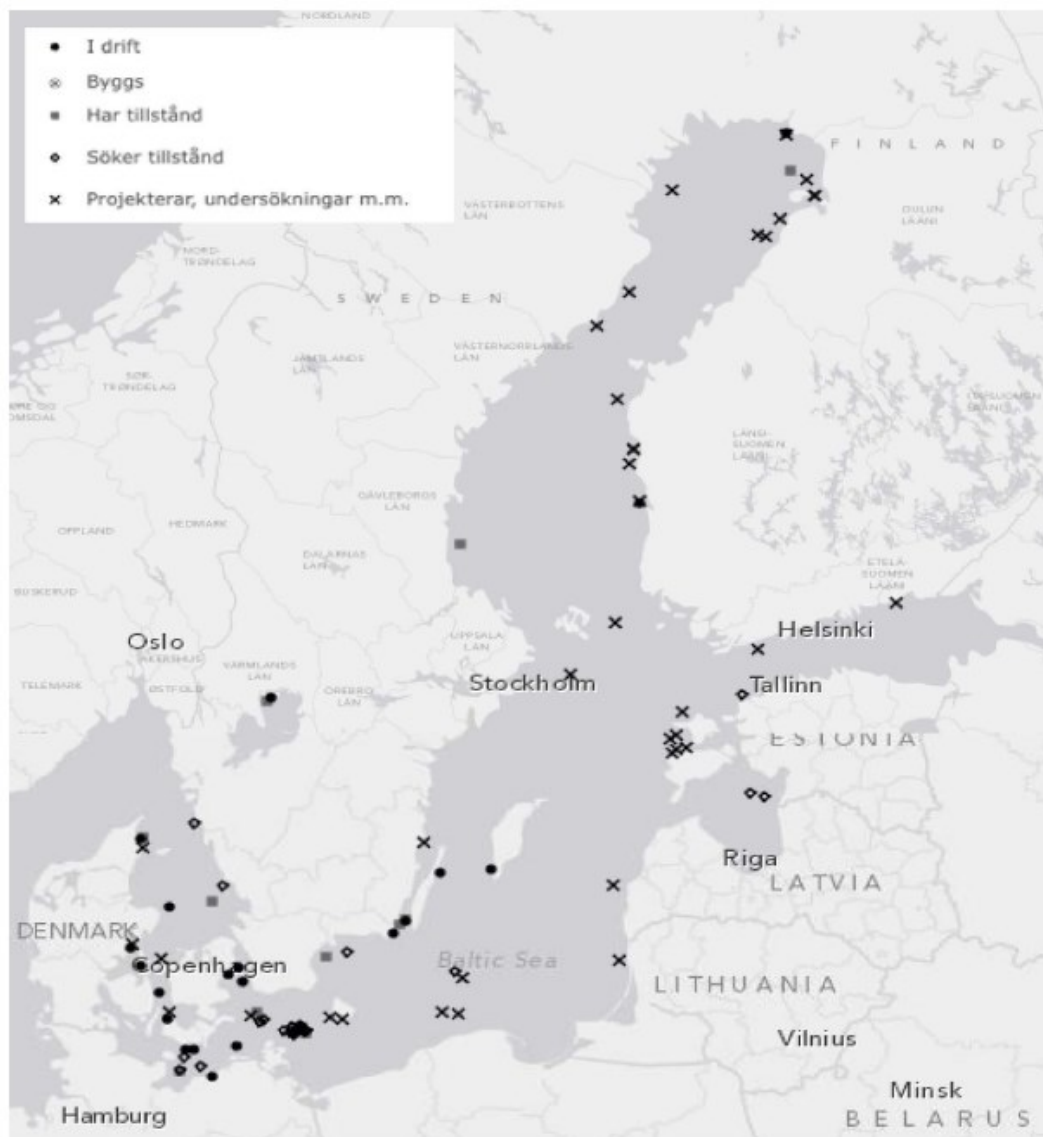 NORDLAND
I drift
Byggs
Har tillstånd
Söker tillstånd
Projekterar, undersökningar m.m.
FINLAND
VÄSTERBOTTENS
LÄN
OULUN
LÄÄNI
NORD-
TRØNDELAG
SWEDEN
VÄSTERNORRLANDS
LÄN
JÄMTLANDS
LÄN
SØR-
TRØNDELAG
LÄNSI-
SUOMEN
LÄÄNI
GÄVLEBORGS
LÄN
OPPLAND
HEDMARK
DALARNAS
LÄN
ETELÄ-
SUOMEN
LÄÄNI
BUSKERUD
Oslo
Helsinki
UPPSALA
LÄN
AKERSHUS
VÄRMLANDS
LÄN
TELEMARK
ØSTFOLD
ÖREBRO
LÄN
Stockholm
Tallinn
ESTONIA
Riga
LATVIA
DENMARK
Copenhagen
Baltic Sea
LITHUANIA
Vilnius
Minsk
Hamburg
BELARUS